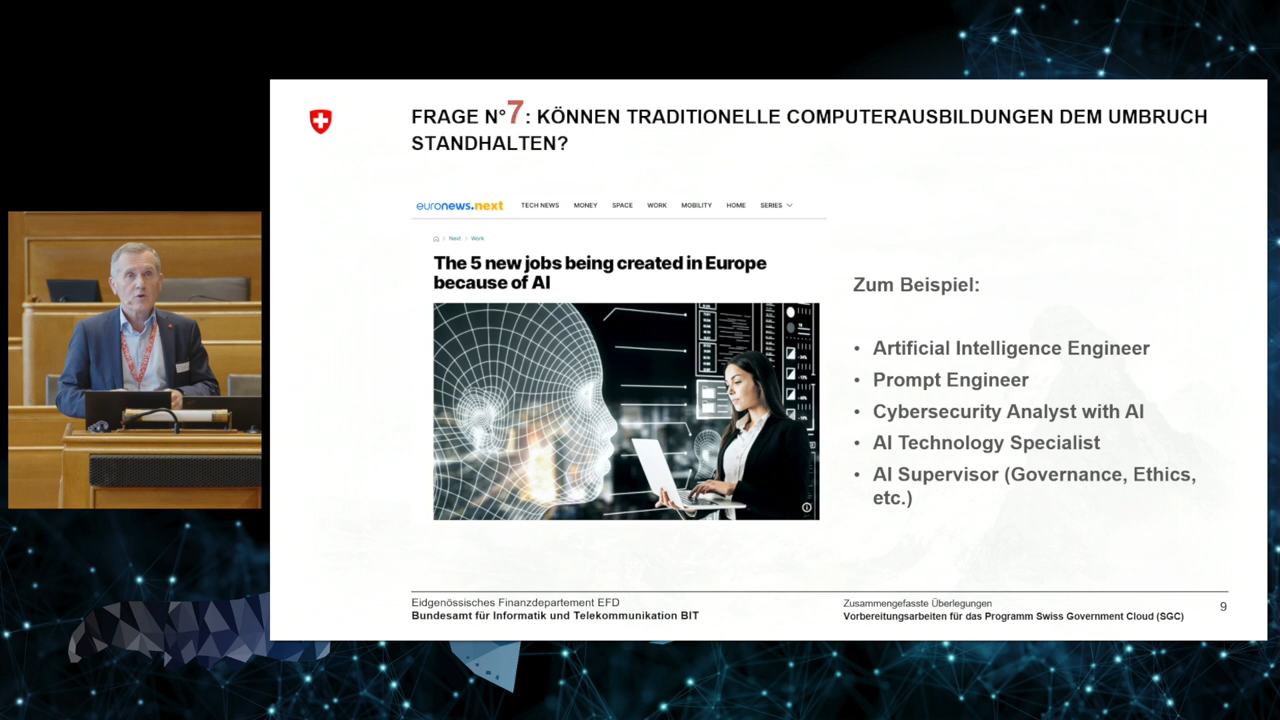 FRAGE N°7: KÖNNEN TRADITIONELLE COMPUTERAUSBILDUNGEN DEM UMBRUCH
STANDHALTEN?
euronews.next
TECH NEWS MONEY SPACE WORK MOBILITY HOME SERIES
Next > Work
The 5 new jobs being created in Europe
because of AI
Zum Beispiel:
• Artificial Intelligence Engineer
• Prompt Engineer
• Cybersecurity Analyst with AI
• AI Technology Specialist
• AI Supervisor (Governance, Ethics,
etc.)
Eidgenössisches Finanzdepartement EFD
Bundesamt für Informatik und Telekommunikation BIT
Zusammengefasste Überlegungen
Vorbereitungsarbeiten für das Programm Swiss Government Cloud (SGC)
9